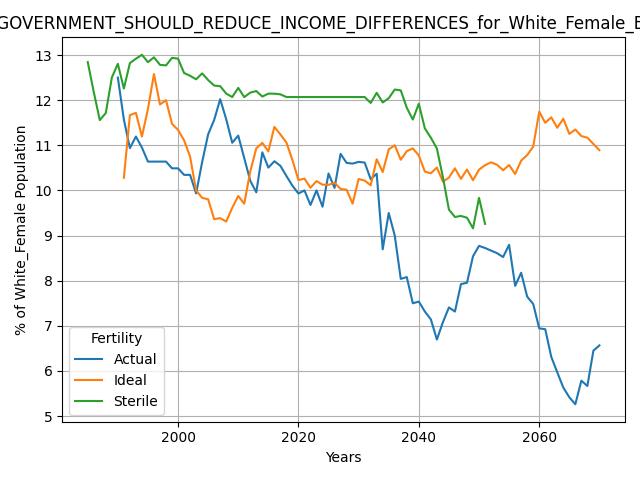 GOVERNMENT_SHOULD_REDUCE_INCOME_DIFFERENCES_for_White_Female_E
13
12
11
10
9
8
7
6
5
% of White_Female Population
Fertility
Actual
Ideal
Sterile
2000
2020
2040
2060
Years